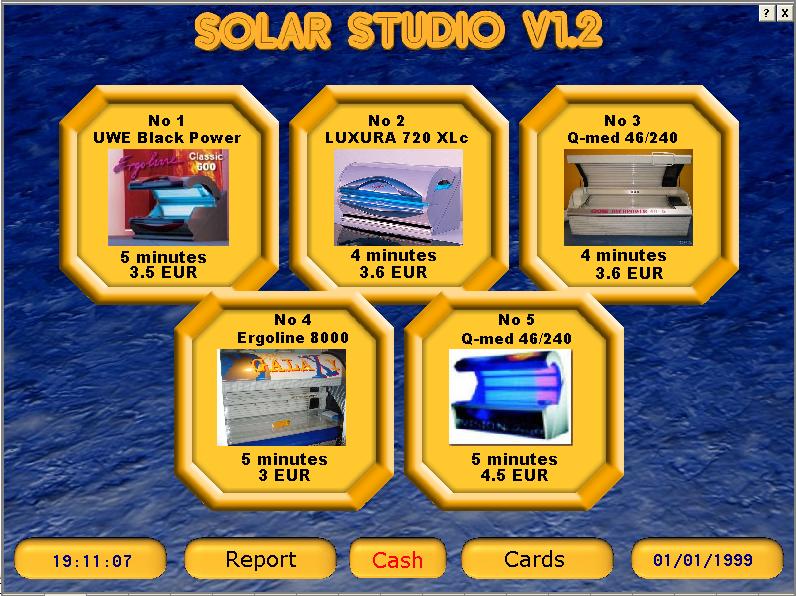 SOLAR STUDIO V1.2
? X
No 1
UWE Black Power
Ergoline Classic
600
5 minutes
3.5 EUR
No 2
LUXURA 720 XLc
4 minutes
3.6 EUR
No 3
Q-med 46/240
4 minutes
3.6 EUR
No 4
Ergoline 8000
GALAXY
5 minutes
3 EUR
No 5
Q-med 46/240
5 minutes
4.5 EUR
19:11:07
Report
Cash
Cards
01/01/1999